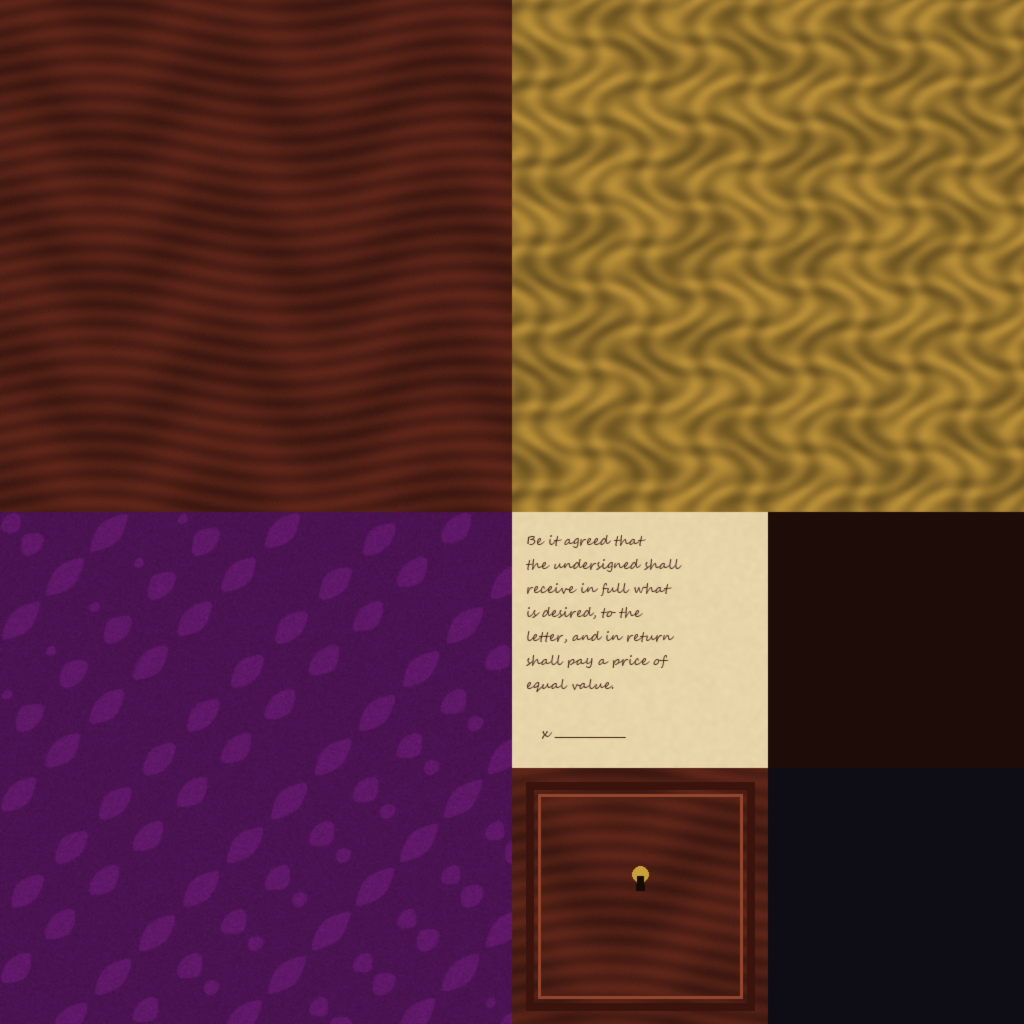 Be it agreed that
the undersigned shall
receive in full what
is desired, to the
letter, and in return
shall pay a price of
equal value.
x